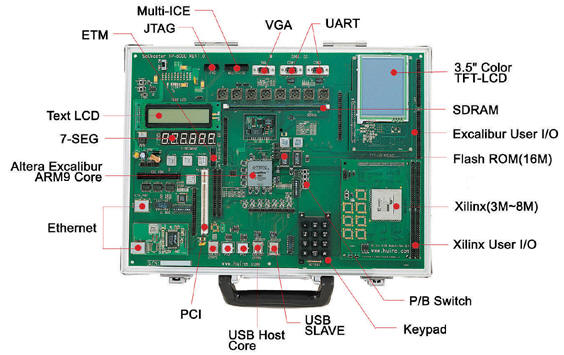 Multi-ICE
JTAG
ETM
VGA
UART
3.5" Color
TFT-LCD
Text LCD
SDRAM
7-SEG
Excalibur User I/O
Flash ROM(16M)
Altera Excalibur
ARM9 Core
Xilinx(3M~8M)
Ethernet
Xilinx User I/O
P/B Switch
PCI
USB
SLAVE
Keypad
USB Host
Core